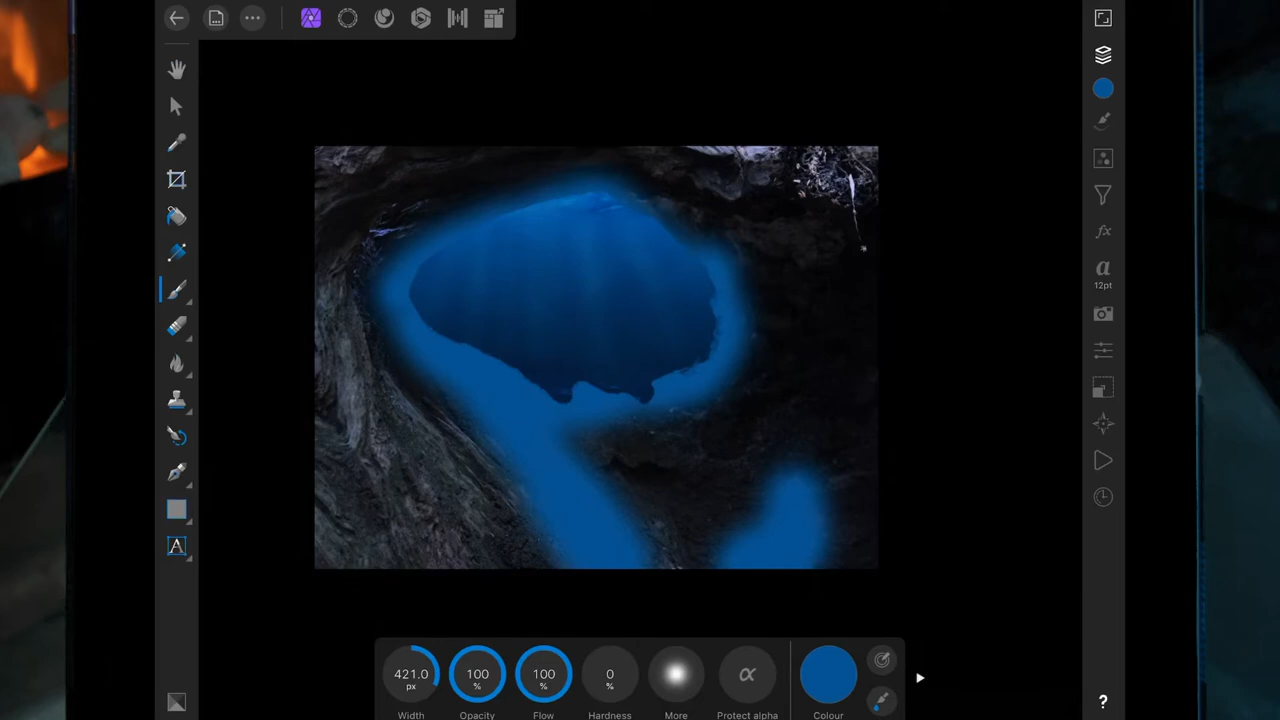 12pt
421.0
px
100
%
100
%
0
%
Width
Opacity
Flow
Hardness
More
Protect alpha
Colour
?